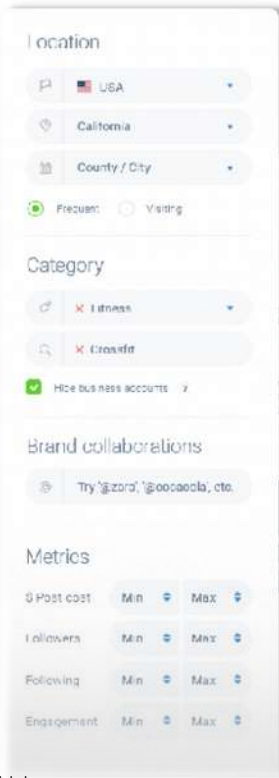 Location
USA
California
County / City
Frequent Visiting
Category
× Fitness
× Crossfit
Hide business accounts ?
Brand collaborations
Try '@zara', '@cocacola', etc.
Metrics
$ Post cost Min Max
Followers Min Max
Following Min Max
Engagement Min Max